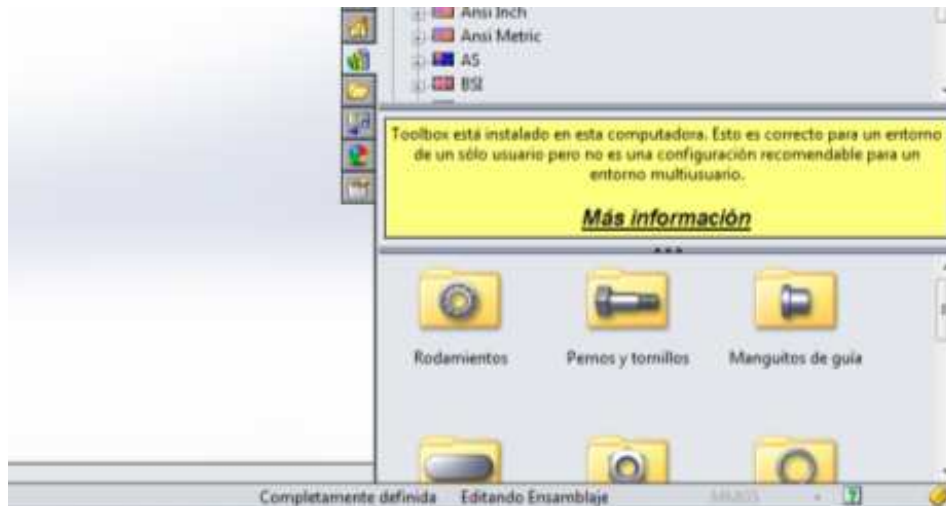 Ansi Inch
Ansi Metric
AS
BSI
Toolbox está instalado en esta computadora. Esto es correcto para un entorno
de un sólo usuario pero no es una configuración recomendable para un
entorno multiusuario.
Más información
Rodamientos
Pernos y tornillos
Manguitos de guía
Completamente definida
Editando Ensamblaje